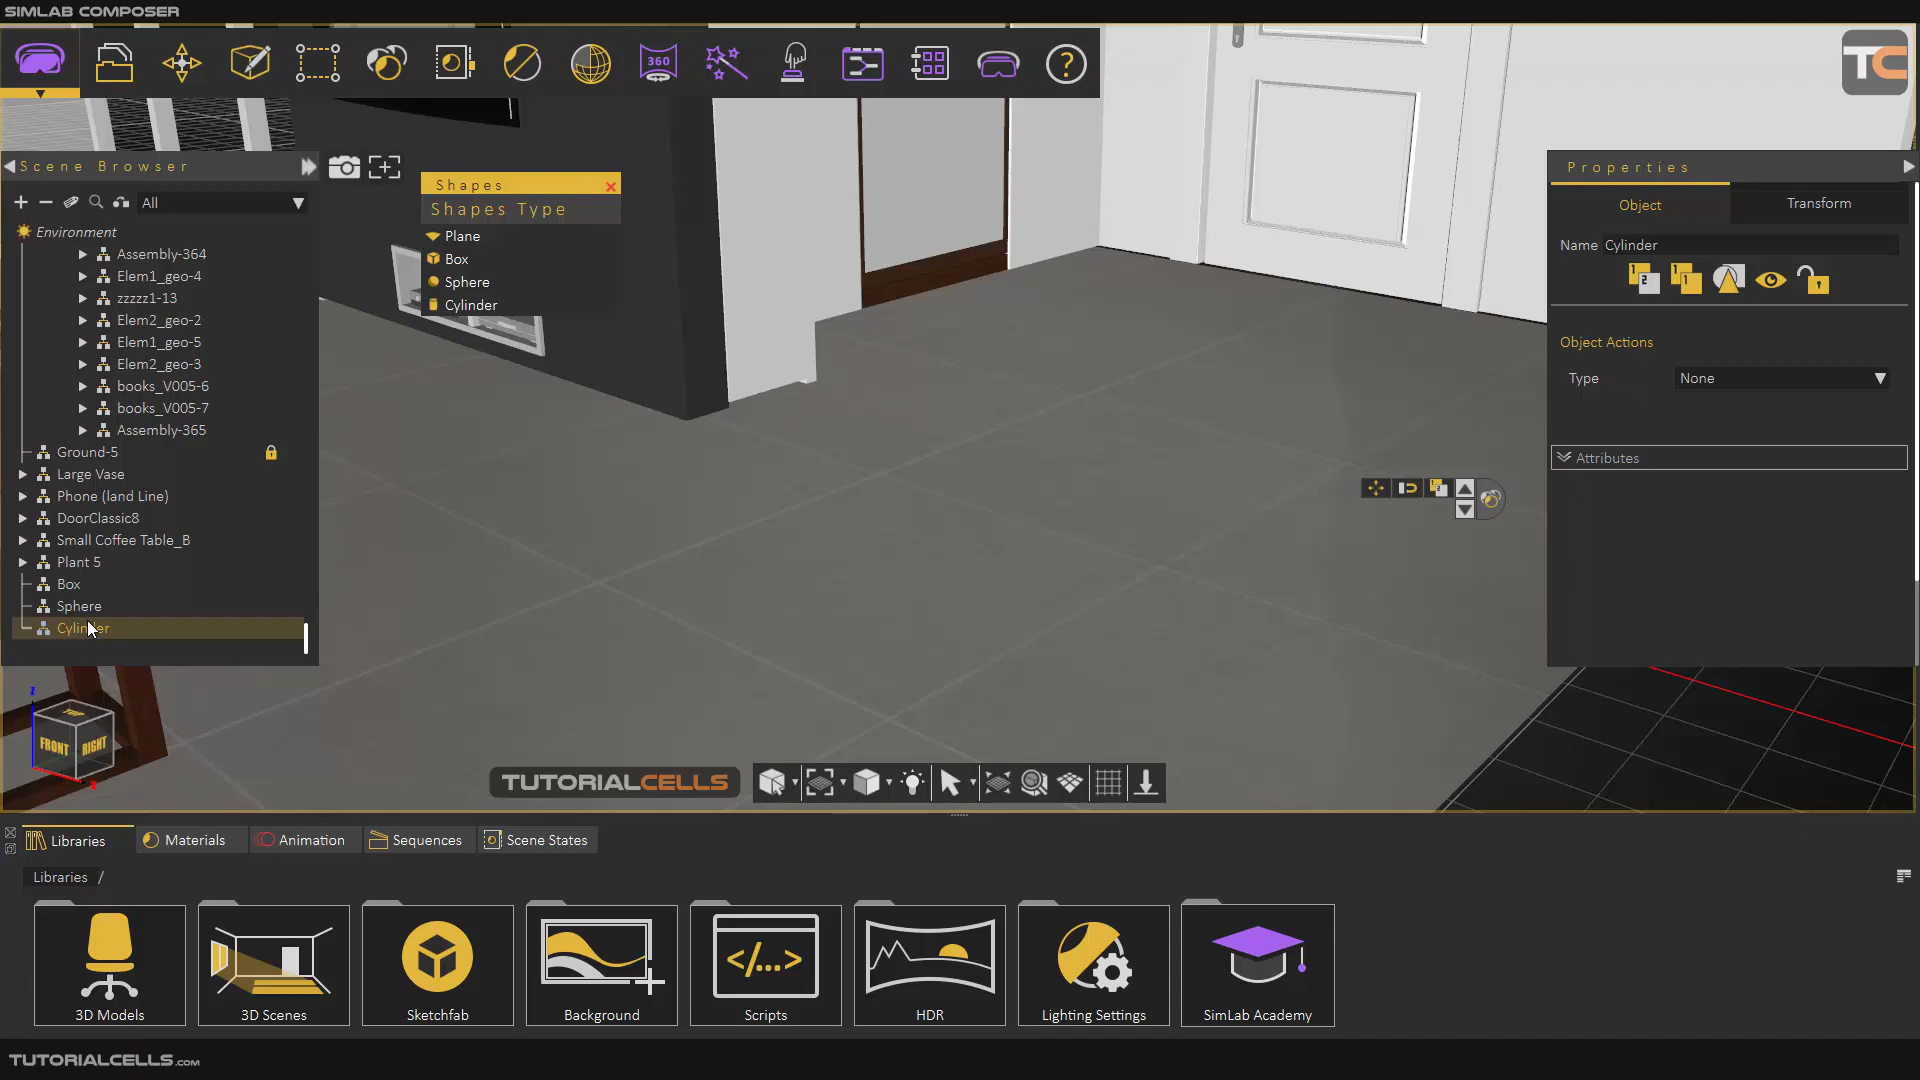 SIMLAB COMPOSER
360
?
TC
Scene Browser
All
Environment
Assembly-364
Elem1_geo-4
zzzzz1-13
Elem2_geo-2
Elem1_geo-5
Elem2_geo-3
books_V005-6
books_V005-7
Assembly-365
Ground-5
Large Vase
Phone (land Line)
DoorClassic8
Small Coffee Table_B
Plant 5
Box
Sphere
Cylinder
Shapes
Shapes Type
Plane
Box
Sphere
Cylinder
Properties
Object
Transform
Name Cylinder
Object Actions
Type
None
Attributes
TOP
FRONT
RIGHT
TUTORIALCELLS
Libraries
Materials
Animation
Sequences
Scene States
Libraries /
</...>
3D Models
3D Scenes
Sketchfab
Background
Scripts
HDR
Lighting Settings
SimLab Academy
TUTORIALCELLS.COM